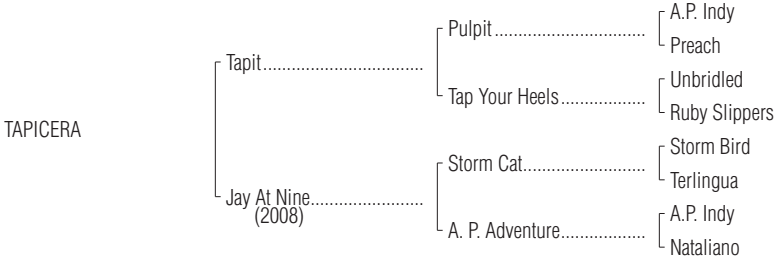 A.P. Indy
Pulpit
Preach
Tapit
Unbridled
Tap Your Heels
Ruby Slippers
TAPICERA
Storm Bird
Storm Cat
Terlingua
Jay At Nine
(2008)
A.P. Indy
A. P. Adventure
Nataliano